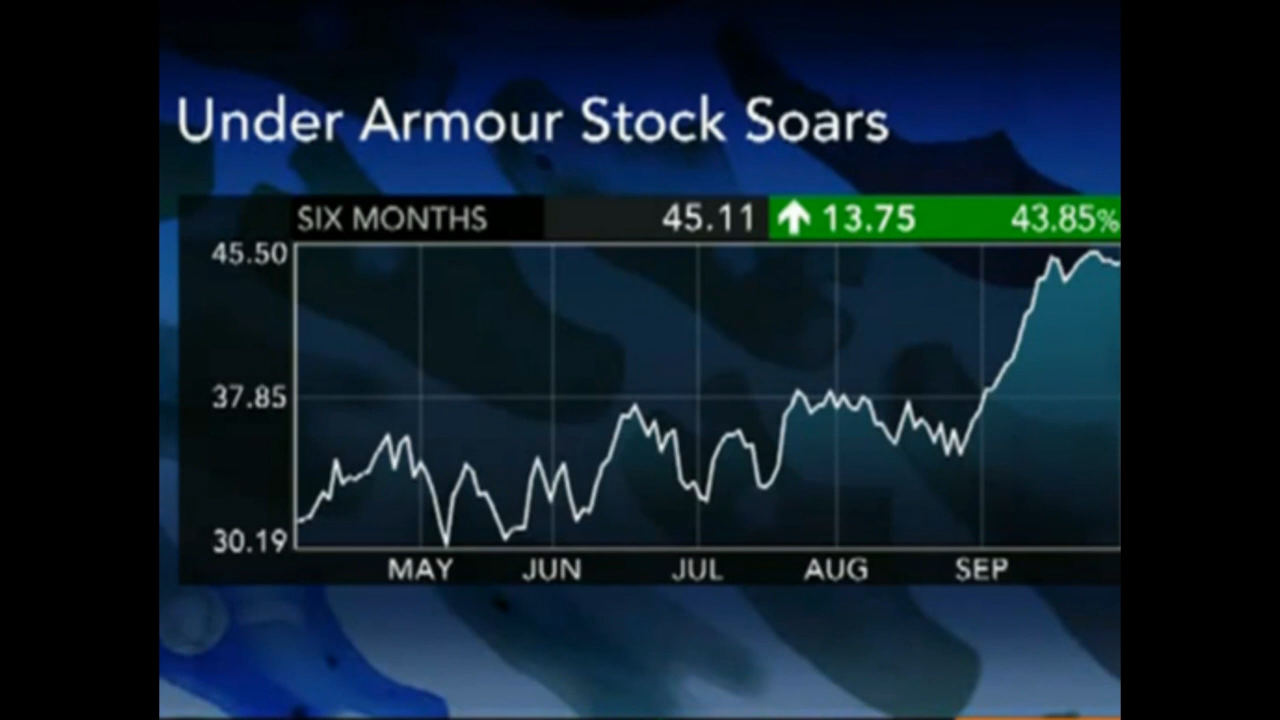 Under Armour Stock Soars
SIX MONTHS 45.11 13.75 43.85%
45.50
37.85
30.19
MAY JUN JUL AUG SEP